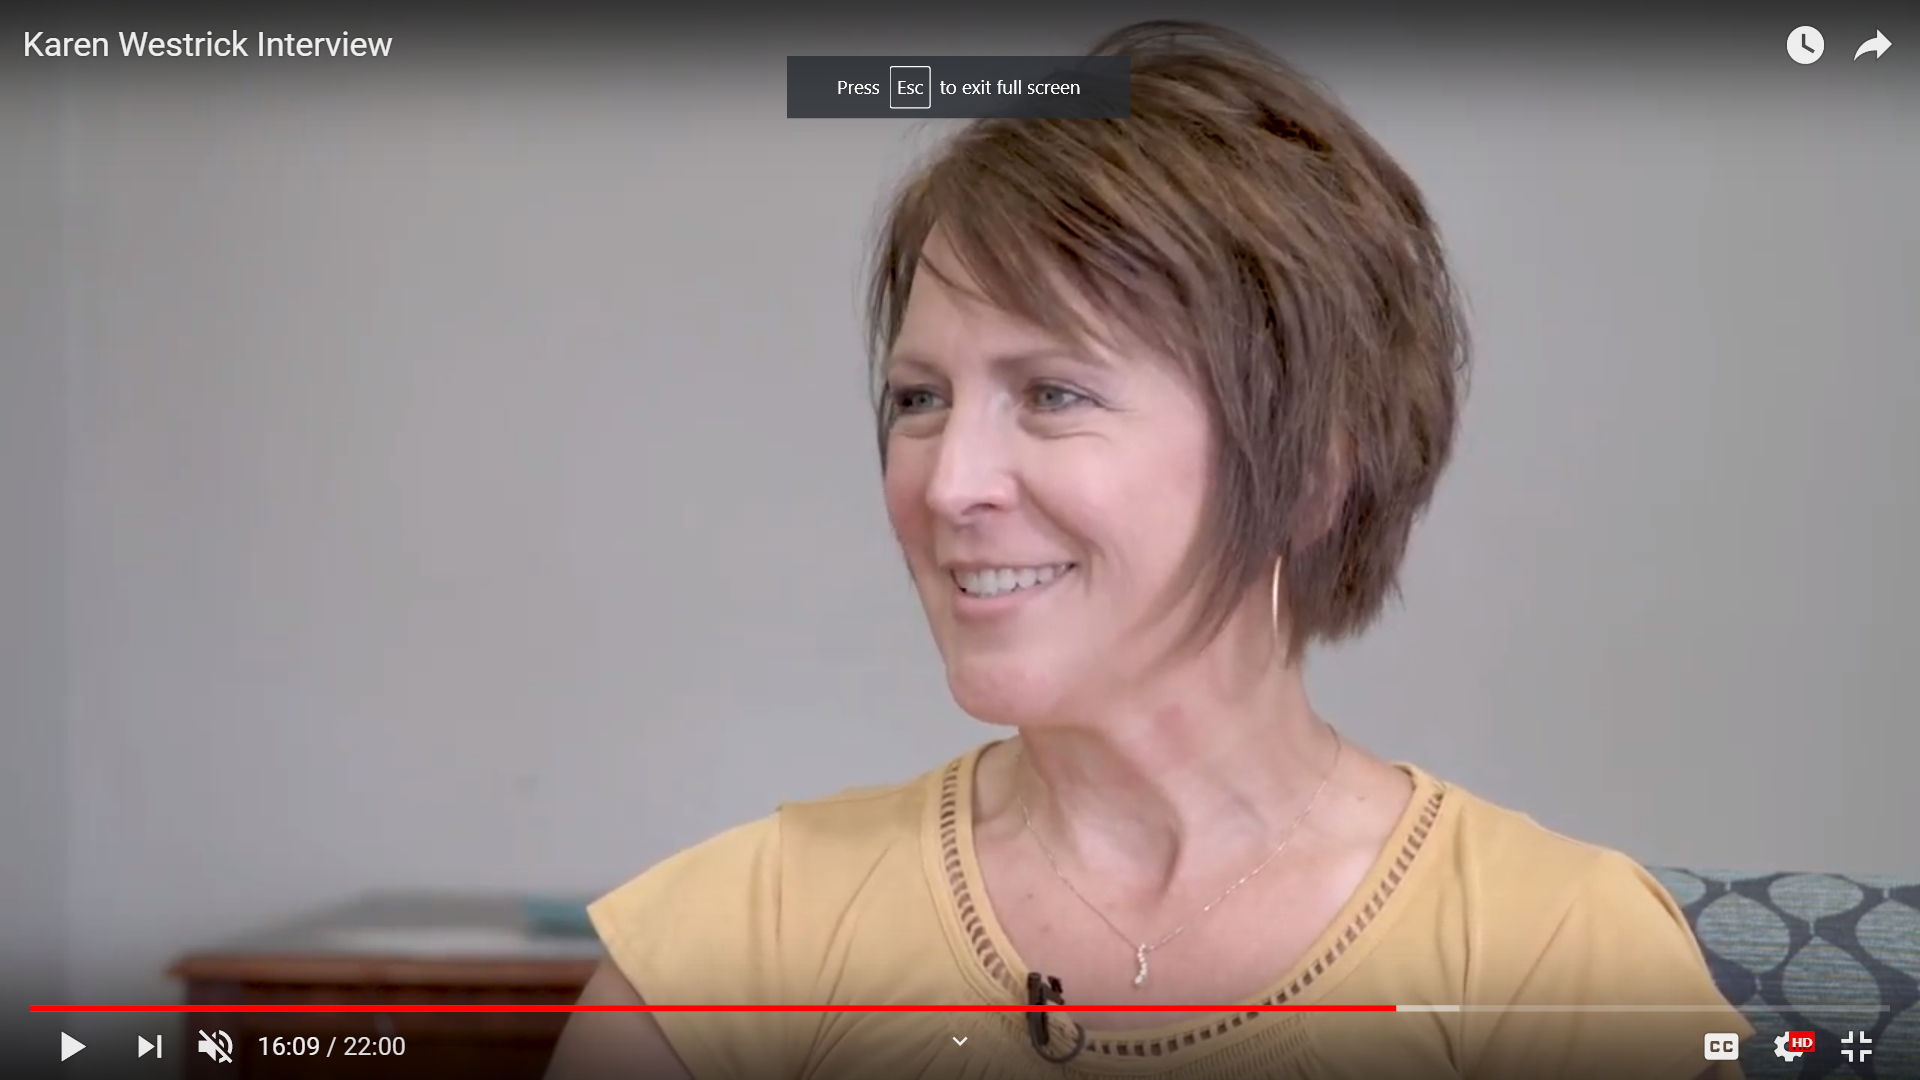 Karen Westrick Interview
Press Esc to exit full screen
16:09 / 22:00
CC
HD